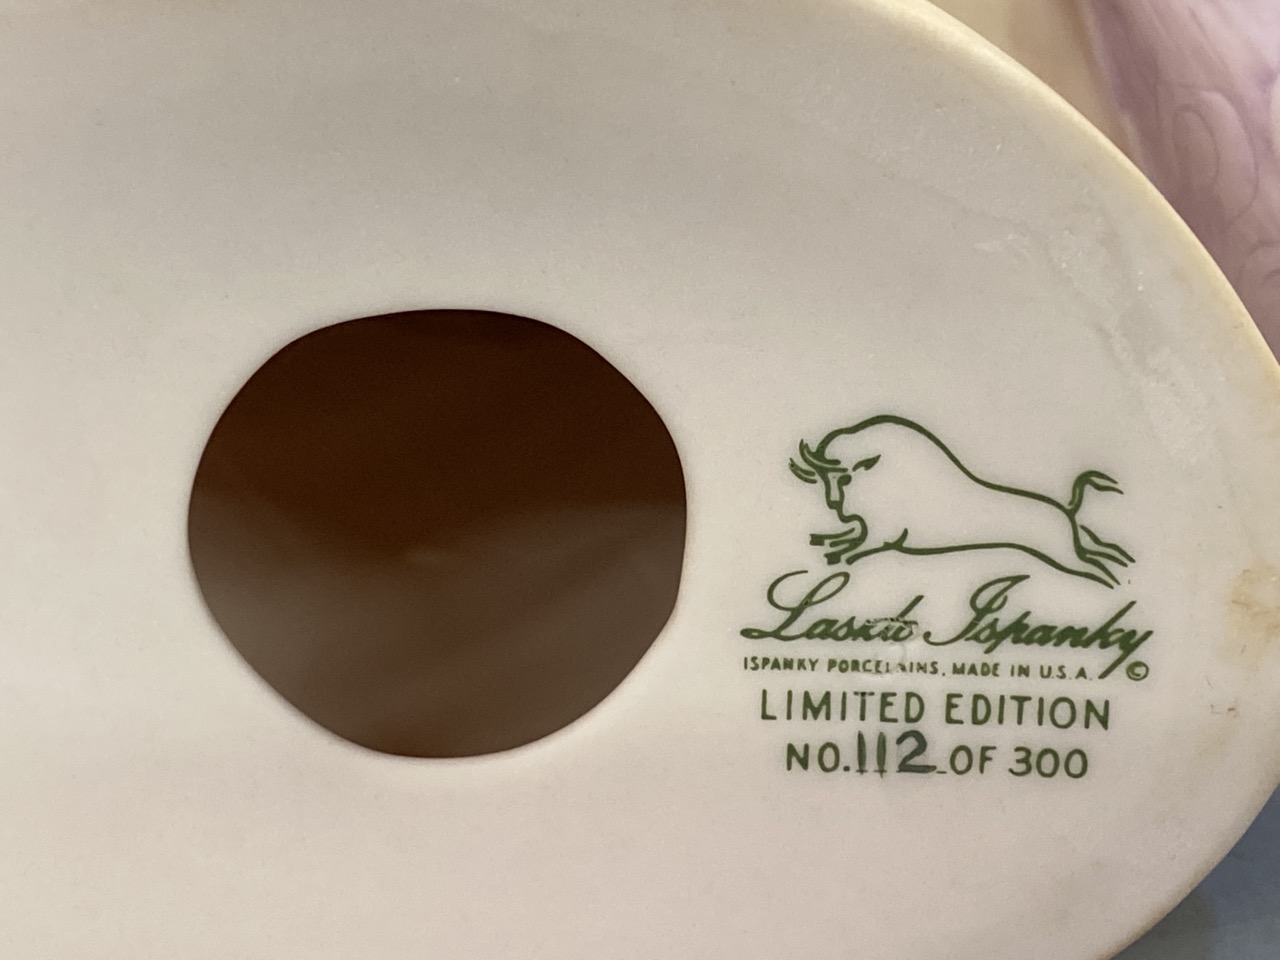 Laszlo Ispanky ©
ISPANKY PORCELAINS, MADE IN U.S.A.
LIMITED EDITION
NO. 112 OF 300